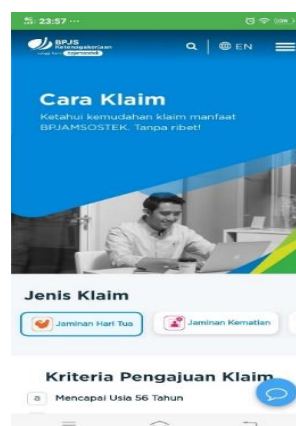 23:57
BPJS
Ketenagakerjaan
EN
Cara Klaim
Ketahui kemudahan klaim manfaat
BPJAMSOSTEK. Tanpa ribet!
Jenis Klaim
Jaminan Hari Tua
Jaminan Kematian
Kriteria Pengajuan Klaim
a Mencapai Usia 56 Tahun